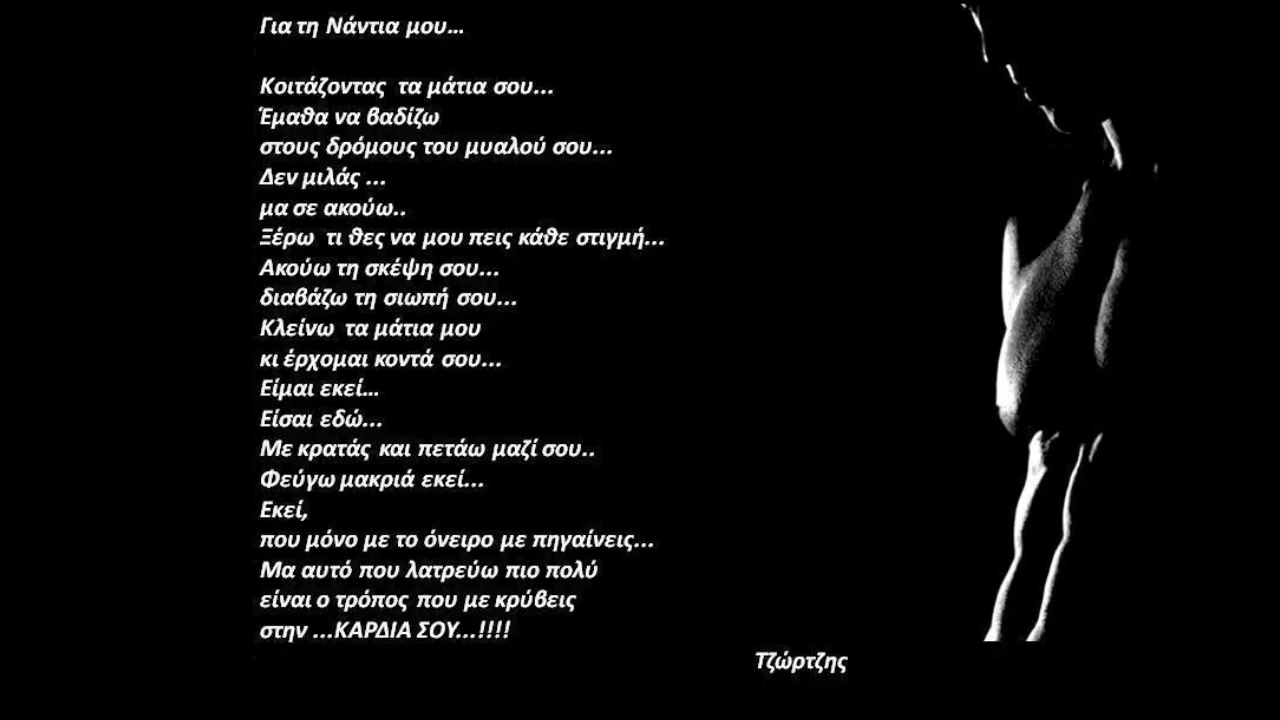 Για τη Νάντια μου...
Κοιτάζοντας τα μάτια σου...
Έμαθα να βαδίζω
στους δρόμους του μυαλού σου...
Δεν μιλάς ...
μα σε ακούω..
Ξέρω τι θες να μου πεις κάθε στιγμή...
Ακούω τη σκέψη σου...
διαβάζω τη σιωπή σου...
Κλείνω τα μάτια μου
κι έρχομαι κοντά σου...
Είμαι εκεί...
Είσαι εδώ...
Με κρατάς και πετάω μαζί σου..
Φεύγω μακριά εκεί...
Εκεί,
που μόνο με το όνειρο με πηγαίνεις...
Μα αυτό που λατρεύω πιο πολύ
είναι ο τρόπος που με κρύβεις
στην ...ΚΑΡΔΙΑ ΣΟΥ...!!!!
Τζώρτζης